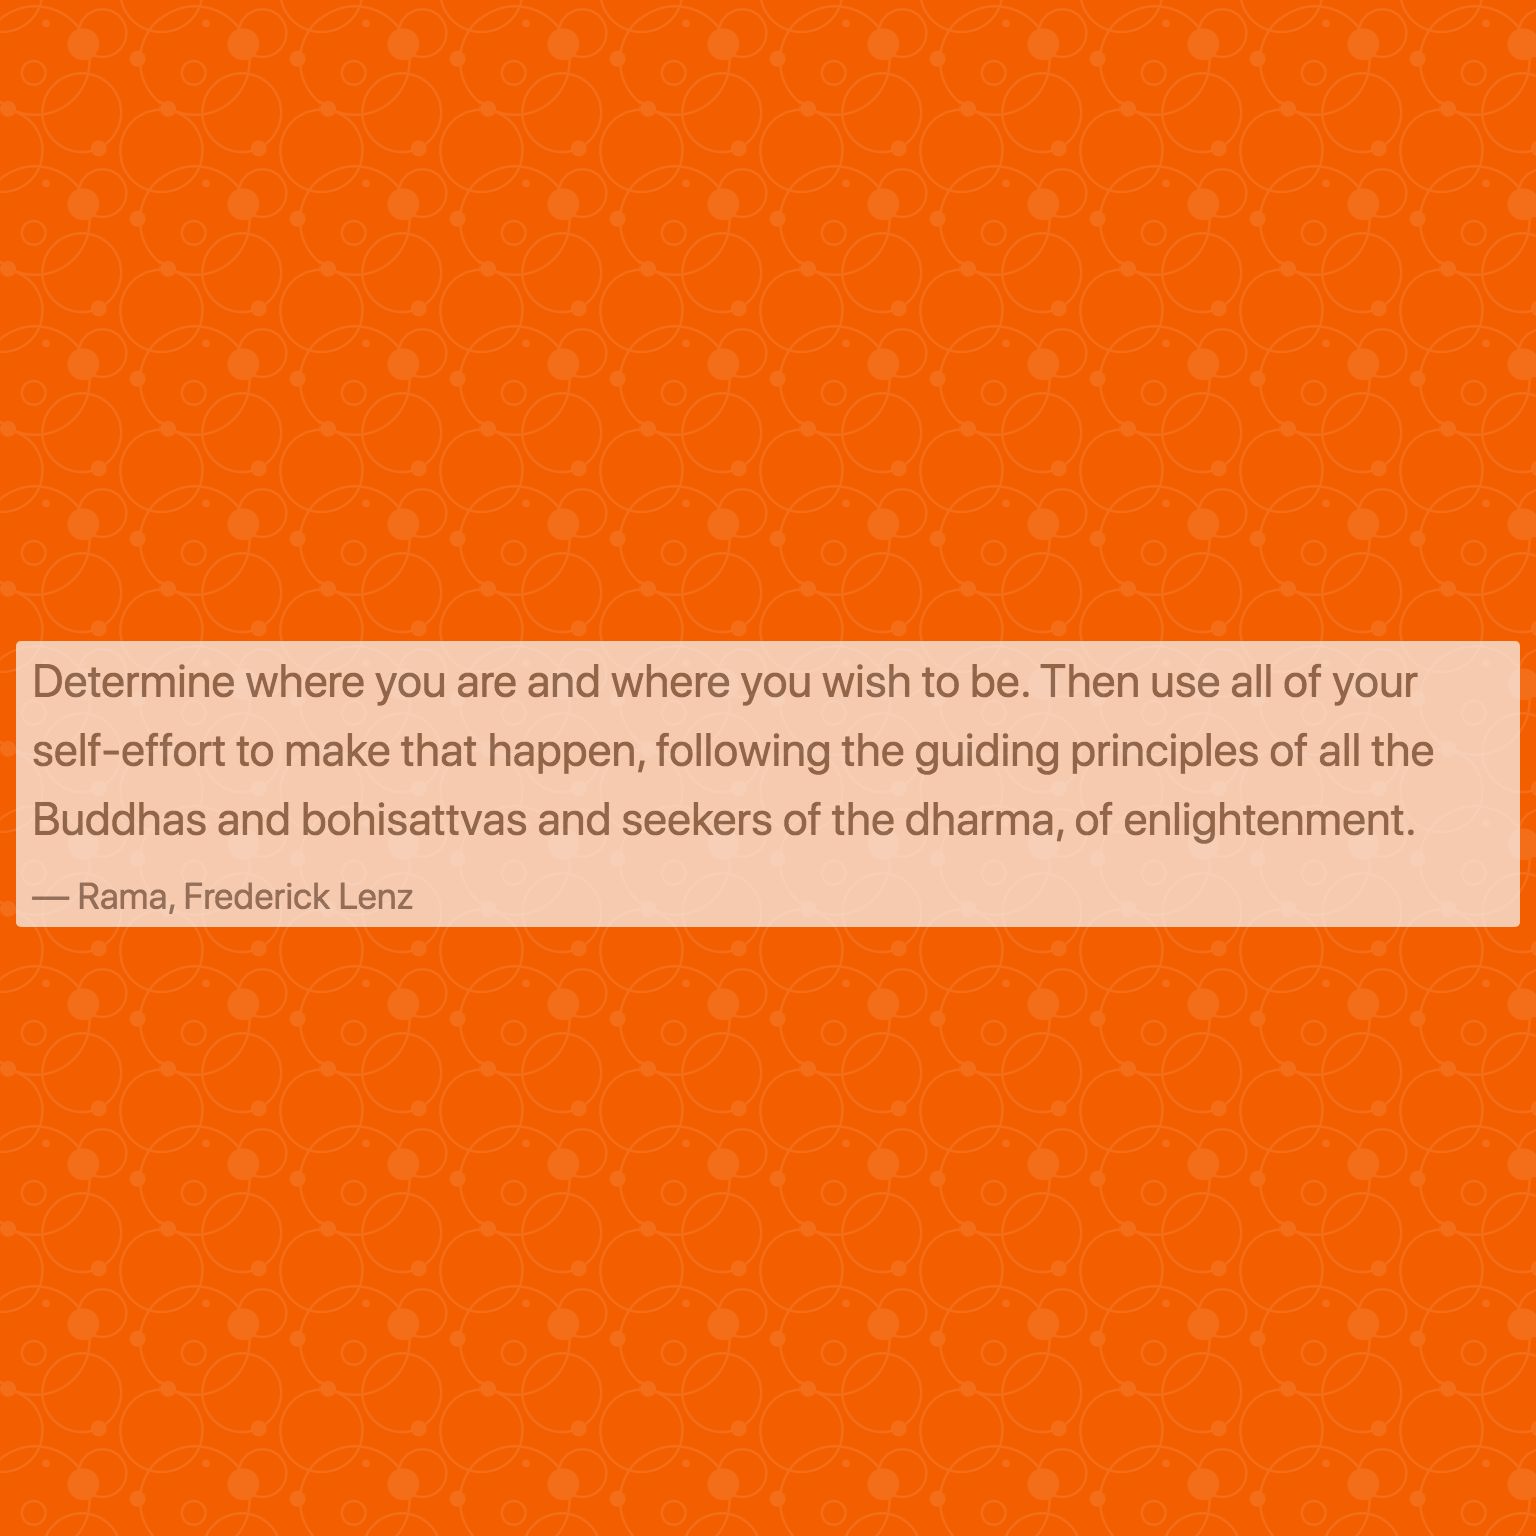 Determine where you are and where you wish to be. Then use all of your
self-effort to make that happen, following the guiding principles of all the
Buddhas and bohisattvas and seekers of the dharma, of enlightenment.
— Rama, Frederick Lenz